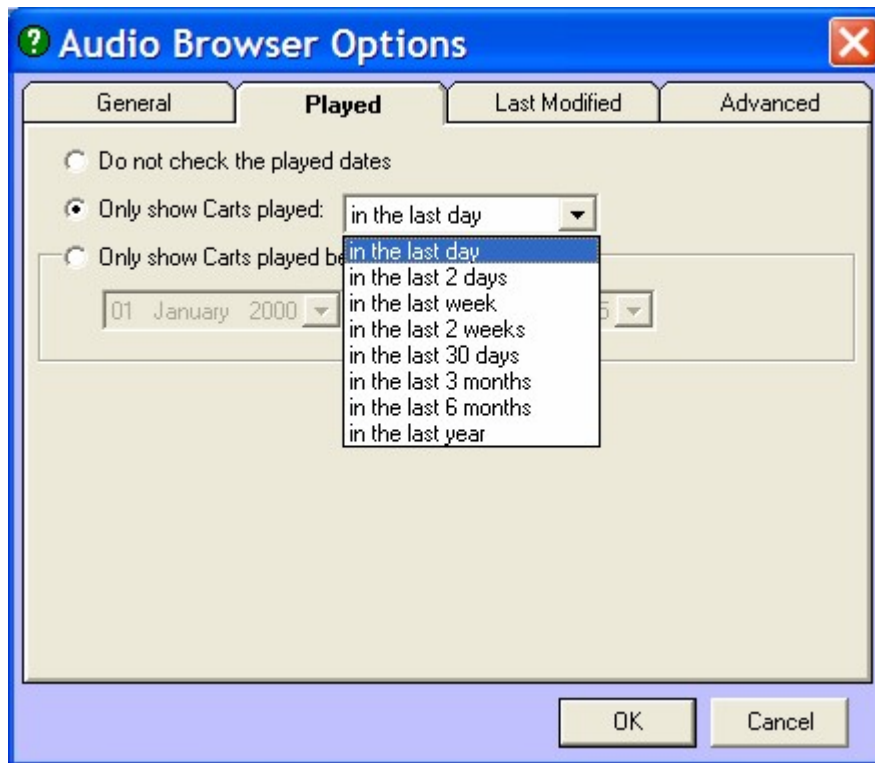 Audio Browser Options
General Played Last Modified Advanced
Do not check the played dates
Only show Carts played: in the last day
Only show Carts played
in the last day
in the last 2 days
01 January 2000
in the last week
in the last 2 weeks
in the last 30 days
in the last 3 months
in the last 6 months
in the last year
OK Cancel